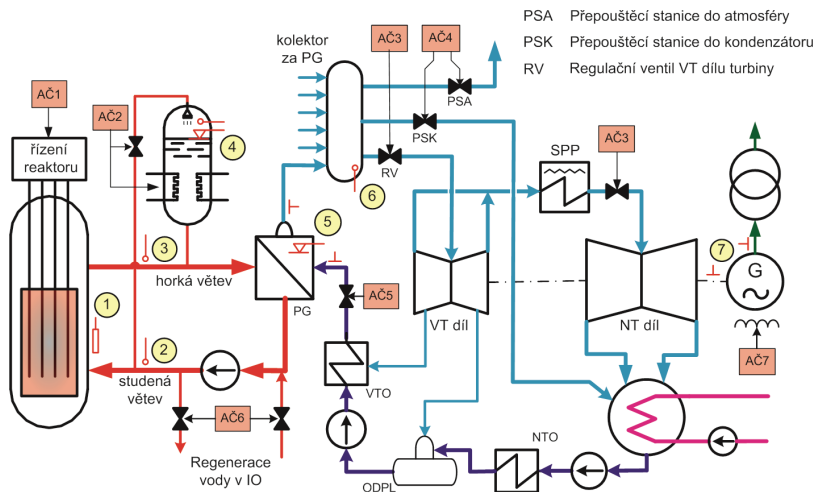 PSA Přepouštěcí stanice do atmosféry
PSK Přepouštěcí stanice do kondenzátoru
RV Regulační ventil VT dílu turbiny
kolektor
za PG
AČ3
AČ4
AČ1
AČ2
řízení
reaktoru
4
PSA
PSK
RV
6
SPP
AČ3
3
5
7
horká větev
PG
AČ5
VT díl
NT díl
G
AČ7
1
2
studená
větev
VTO
AČ6
Regenerace
vody v IO
ODPL
NTO